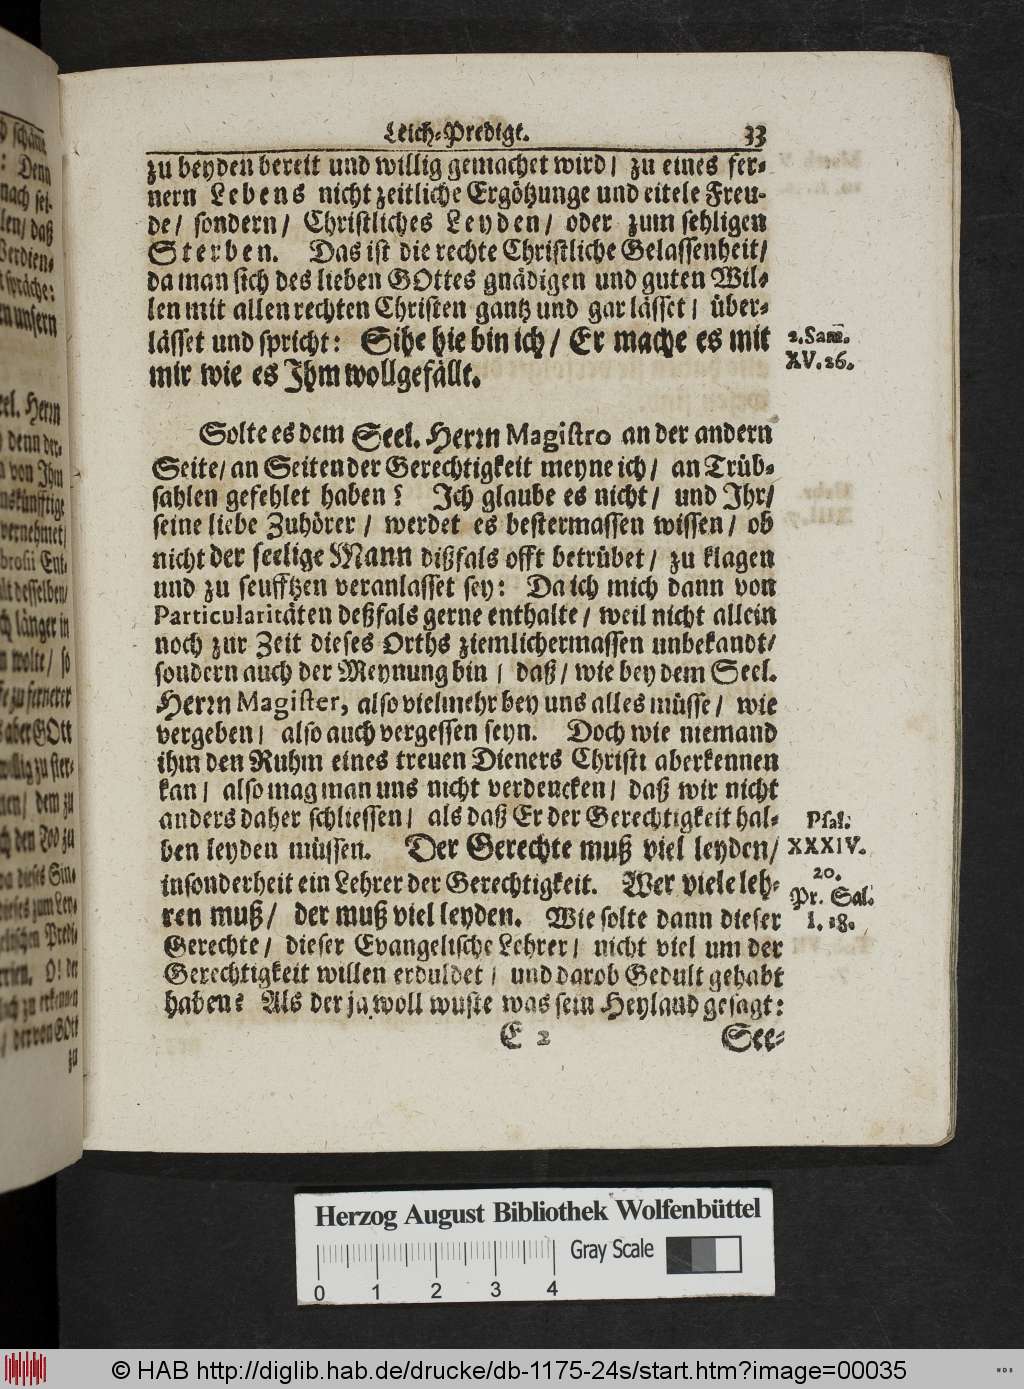 Leich-Predigt. 33
zu beyden bereit und willig gemachet wird/ zu eines fer-
nern Lebens nicht zeitliche Ergötzunge und eitele Freu-
de/ sondern/ Christliches Leyden/ oder zum sehligen
Sterben. Das ist die rechte Christliche Gelassenheit/
da man sich des lieben GOttes gnädigen und guten Wil-
len mit allen rechten Christen gantz und gar lässet/ über-
lässet und spricht: Sihe hie bin ich/ Er mache es mit
mir wie es Ihm wollgefällt.
2. Sam.
XV. 26.
Solte es dem Seel. Herrn Magistro an der andern
Seite/ an Seiten der Gerechtigkeit meyne ich/ an Trüb-
sahlen gefehlet haben? Ich glaube es nicht/ und Ihr/
seine liebe Zuhörer/ werdet es bestermassen wissen/ ob
nicht der seelige Mann dißfals offt betrübet/ zu klagen
und zu seufftzen veranlasset sey: Da ich mich dann von
Particularitäten deßfals gerne enthalte/ weil nicht allein
noch zur Zeit dieses Orths ziemlichermassen unbekandt/
sondern auch der Meynung bin/ daß/ wie bey dem Seel.
Herrn Magister, also vielmehr bey uns alles müsse/ wie
vergeben/ also auch vergessen seyn. Doch wie niemand
ihm den Ruhm eines treuen Dieners Christi aberkennen
kan/ also mag man uns nicht verdencken/ daß wir nicht
anders daher schliessen/ als daß Er der Gerechtigkeit hal-
ben leyden müssen. Der Gerechte muß viel leyden/
insonderheit ein Lehrer der Gerechtigkeit. Wer viele leh-
ren muß/ der muß viel leyden. Wie solte dann dieser
Gerechte/ dieser Evangelische Lehrer/ nicht viel um der
Gerechtigkeit willen erduldet/ und darob Gedult gehabt
haben? Als der ja woll wuste was sein Heyland gesagt:
Psal.
XXXIV.
20.
Pr. Sal.
1. 18.
E 2 See-
Herzog August Bibliothek Wolfenbüttel
0 1 2 3 4 Gray Scale
© HAB http://diglib.hab.de/drucke/db-1175-24s/start.htm?image=00035